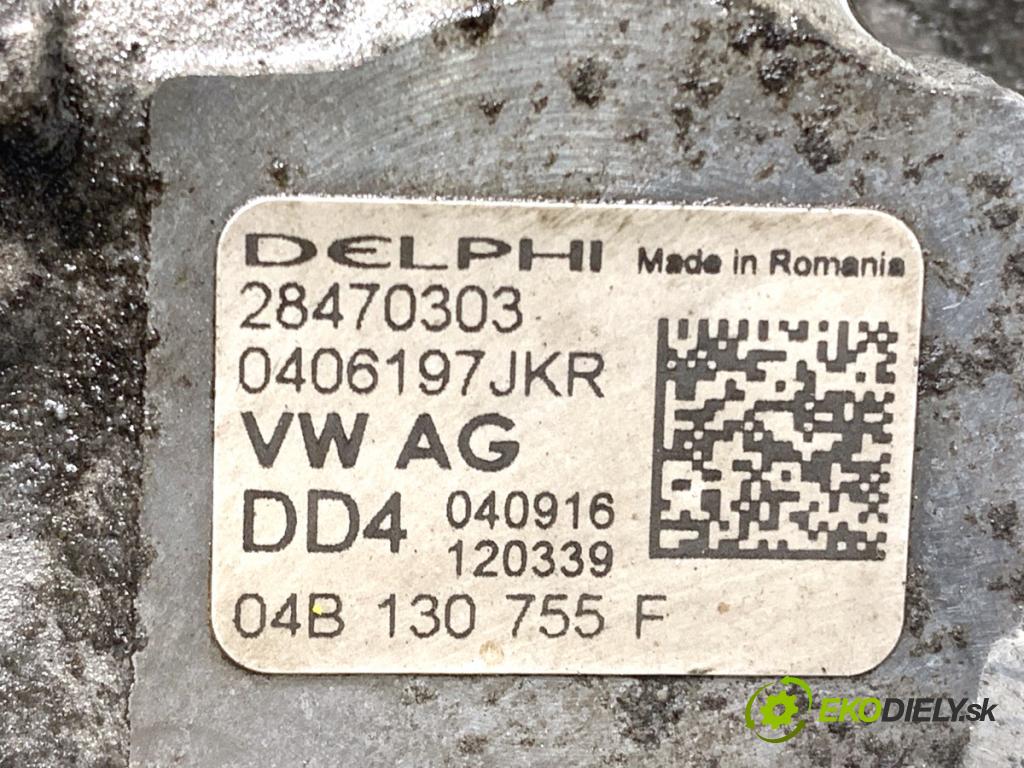 DELPHI Made in Romania
28470303
0406197JKR
VW AG
DD4 040916
120339
04B 130 755 F
EKODIELY.sk